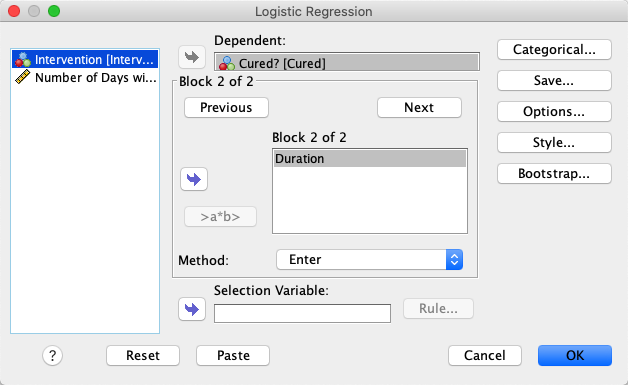 Logistic Regression
Dependent:
Intervention [Interv...
Number of Days wi...
Cured? [Cured]
Block 2 of 2
Previous
Next
Block 2 of 2
Duration
>a*b>
Method:
Enter
Selection Variable:
Rule...
Categorical...
Save...
Options...
Style...
Bootstrap...
?
Reset
Paste
Cancel
OK